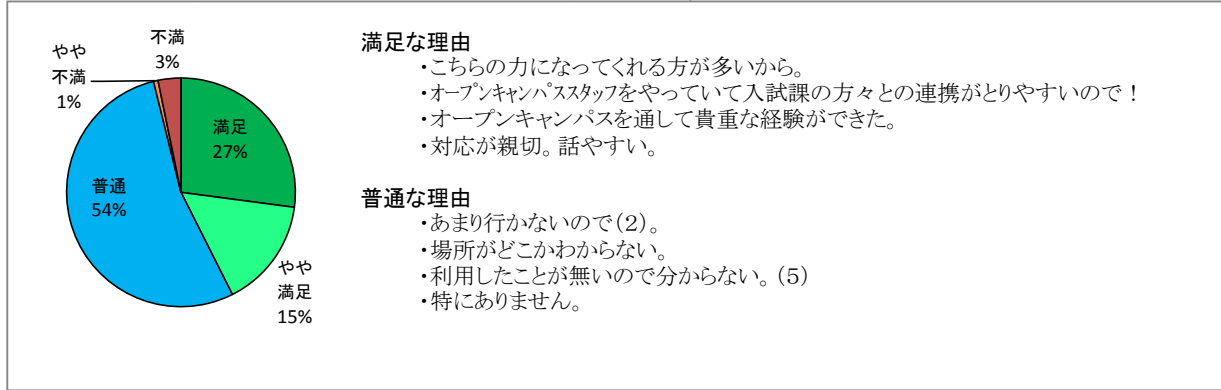 不満
3%
やや
不満
1%
満足
27%
普通
54%
やや
満足
15%
満足な理由
・こちらの力になってくれる方が多いから。
・オープンキャンパススタッフをやっていて入試課の方々との連携がとりやすいので！
・オープンキャンパスを通して貴重な経験ができた。
・対応が親切。話やすい。
普通な理由
・あまり行かないので(2)。
・場所がどこかわからない。
・利用したことが無いので分からない。(5)
・特にありません。